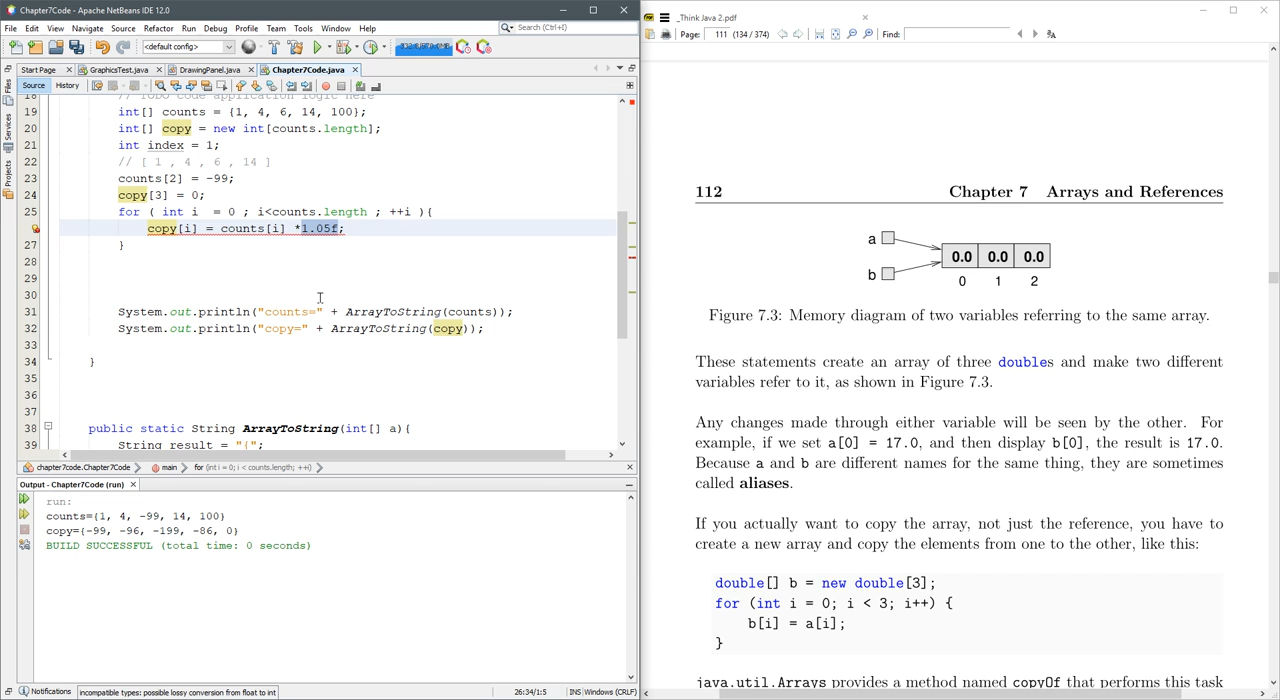 Chapter7Code - Apache NetBeans IDE 12.0
File Edit View Navigate Source Refactor Run Debug Profile Team Tools Window Help
Search (Ctrl+I)
<default config>
Start Page GraphicsTest.java DrawingPanel.java Chapter7Code.java
Source History
Files
Services
Projects
18 // TODO code application logic here
19 int[] counts = {1, 4, 6, 14, 100};
20 int[] copy = new int[counts.length];
21 int index = 1;
22 // [ 1 , 4 , 6 , 14 ]
23 counts[2] = -99;
24 copy[3] = 0;
25 for ( int i  = 0 ; i<counts.length ; ++i ){
copy[i] = counts[i] *1.05f;
27 }
28
29
30
31 System.out.println("counts=" + ArrayToString(counts));
32 System.out.println("copy=" + ArrayToString(copy));
33
34 }
35
36
37
38 public static String ArrayToString(int[] a){
39 String result = "{";
chapter7code.Chapter7Code main for (int i = 0; i < counts.length; ++i)
Output - Chapter7Code (run)
run:
counts={1, 4, -99, 14, 100}
copy={-99, -96, -199, -86, 0}
BUILD SUCCESSFUL (total time: 0 seconds)
Notifications incompatible types: possible lossy conversion from float to int 26:34/1:5 INS Windows (CRLF)
_Think Java 2.pdf
Page: 111 (134 / 374) Find:
112 Chapter 7 Arrays and References
a
b
0.0 0.0 0.0
0 1 2
Figure 7.3: Memory diagram of two variables referring to the same array.
These statements create an array of three doubles and make two different
variables refer to it, as shown in Figure 7.3.
Any changes made through either variable will be seen by the other. For
example, if we set a[0] = 17.0, and then display b[0], the result is 17.0.
Because a and b are different names for the same thing, they are sometimes
called aliases.
If you actually want to copy the array, not just the reference, you have to
create a new array and copy the elements from one to the other, like this:
double[] b = new double[3];
for (int i = 0; i < 3; i++) {
b[i] = a[i];
}
java.util.Arrays provides a method named copyOf that performs this task